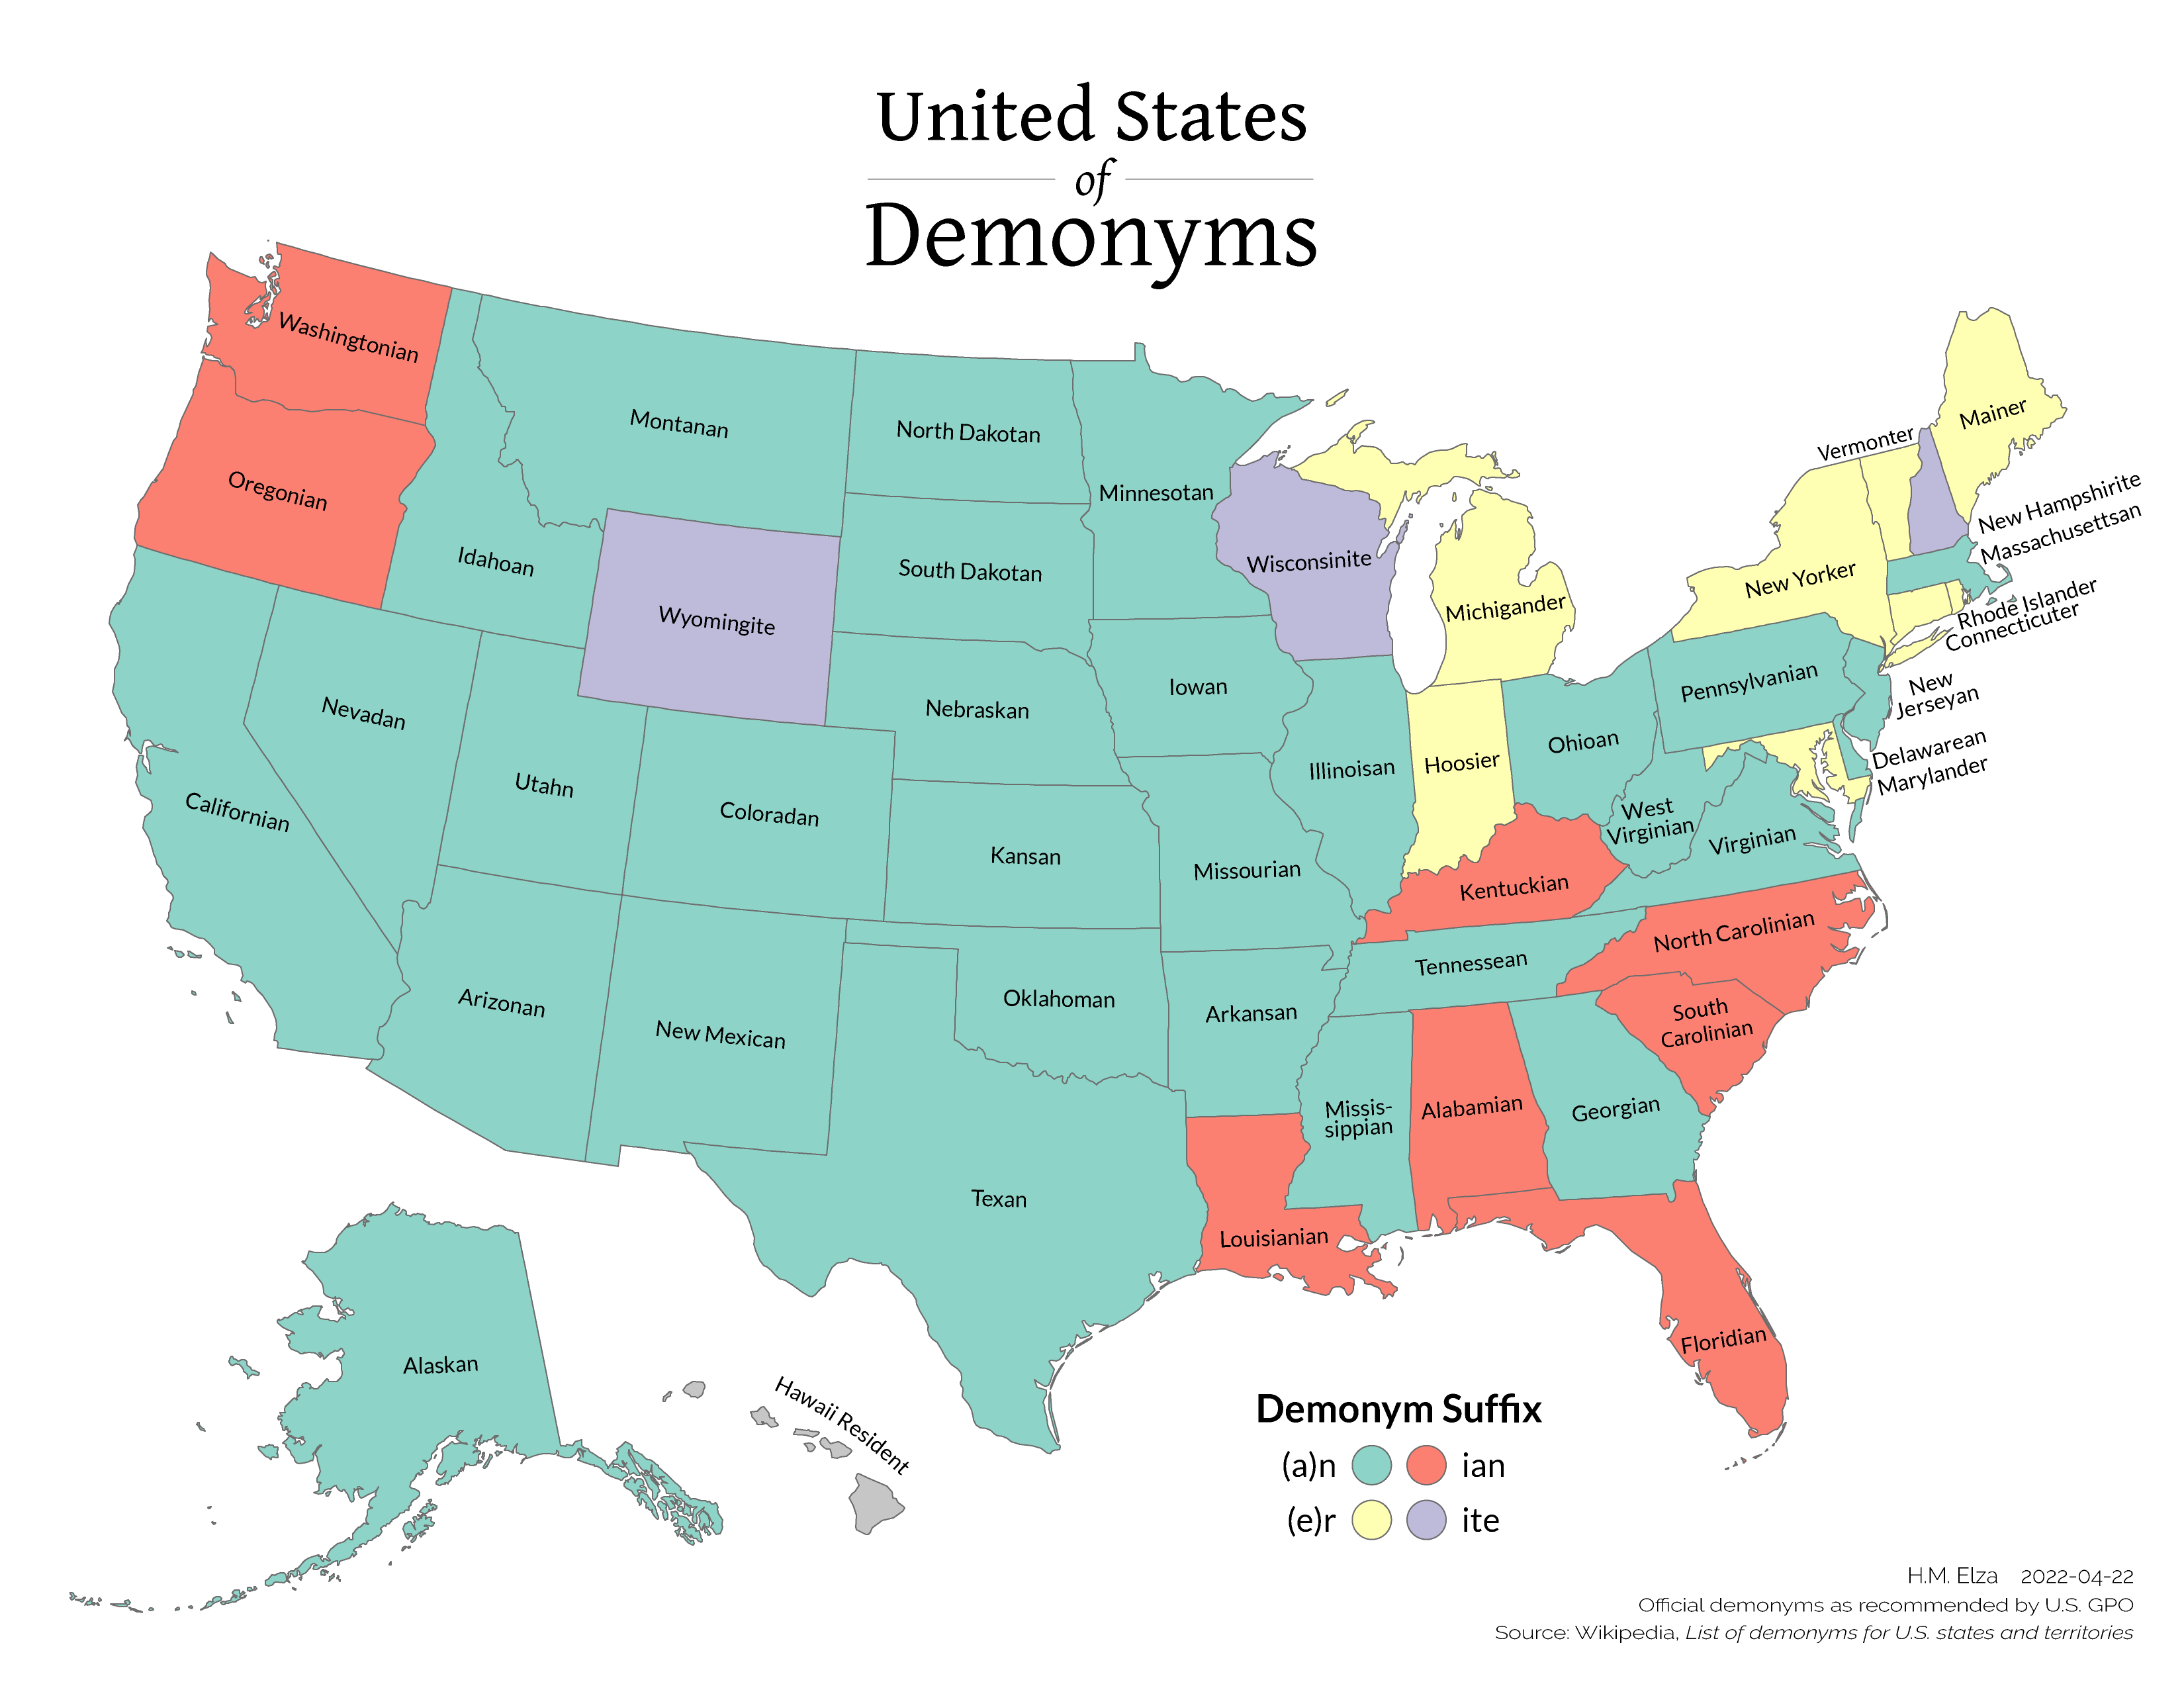 United States
of
Demonyms
Washingtonian
Oregonian
Montanan
North Dakotan
Minnesotan
Idahoan
Wyomingite
South Dakotan
Wisconsinite
Michigander
Vermonter
Mainer
New Hampshirite
Massachusettsan
New Yorker
Rhode Islander
Connecticuter
Nevadan
Utahn
Californian
Coloradan
Nebraskan
Iowan
Kansan
Missourian
Illinoisan
Hoosier
Ohioan
Pennsylvanian
New
Jerseyan
Delawarean
Marylander
West
Virginian
Virginian
Kentuckian
North Carolinian
Tennessean
South
Carolinian
Arizonan
New Mexican
Oklahoman
Arkansan
Texan
Louisianian
Missis-
sippian
Alabamian
Georgian
Floridian
Alaskan
Hawaii Resident
Demonym Suffix
(a)n ian
(e)r ite
H.M. Elza 2022-04-22
Official demonyms as recommended by U.S. GPO
Source: Wikipedia, List of demonyms for U.S. states and territories